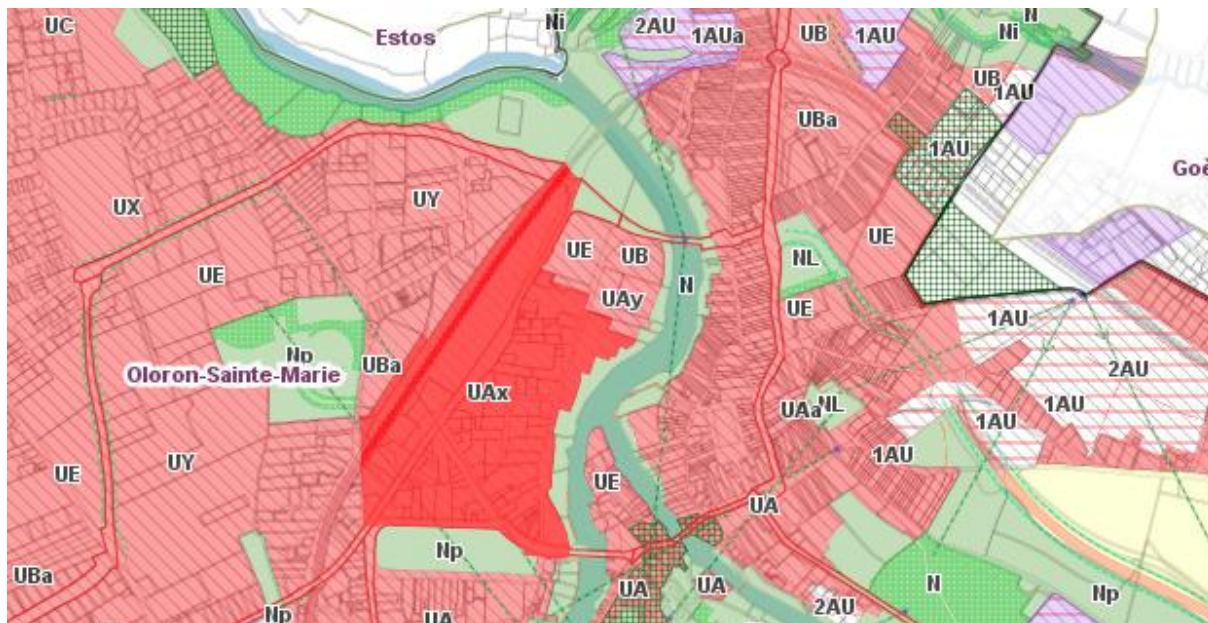 UC
Estos
Ni
2AU
1AUa
UB
1AU
N
Ni
UB
1AU
UBa
1AU
Goè
UX
UY
UE
UE
UB
UAy
N
NL
UE
UE
1AU
2AU
Np
UBa
Oloron-Sainte-Marie
UAx
UAa
NL
1AU
1AU
1AU
UE
UY
UE
UA
Np
UBa
Np
UA
UA
UA
2AU
N
Np